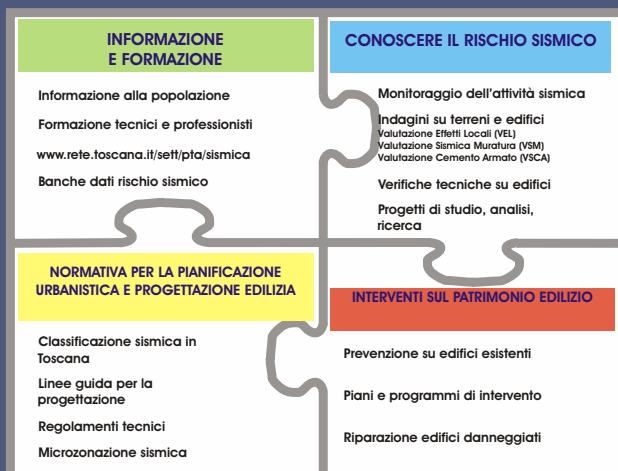 INFORMAZIONE
E FORMAZIONE
Informazione alla popolazione
Formazione tecnici e professionisti
www.rete.toscana.it/sett/pta/sismica
Banche dati rischio sismico
CONOSCERE IL RISCHIO SISMICO
Monitoraggio dell'attività sismica
Indagini su terreni e edifici
Valutazione Effetti Locali (VEL)
Valutazione Sismica Muratura (VSM)
Valutazione Cemento Armato (VSCA)
Verifiche tecniche su edifici
Progetti di studio, analisi,
ricerca
NORMATIVA PER LA PIANIFICAZIONE
URBANISTICA E PROGETTAZIONE EDILIZIA
Classificazione sismica in
Toscana
Linee guida per la
progettazione
Regolamenti tecnici
Microzonazione sismica
INTERVENTI SUL PATRIMONIO EDILIZIO
Prevenzione su edifici esistenti
Piani e programmi di intervento
Riparazione edifici danneggiati